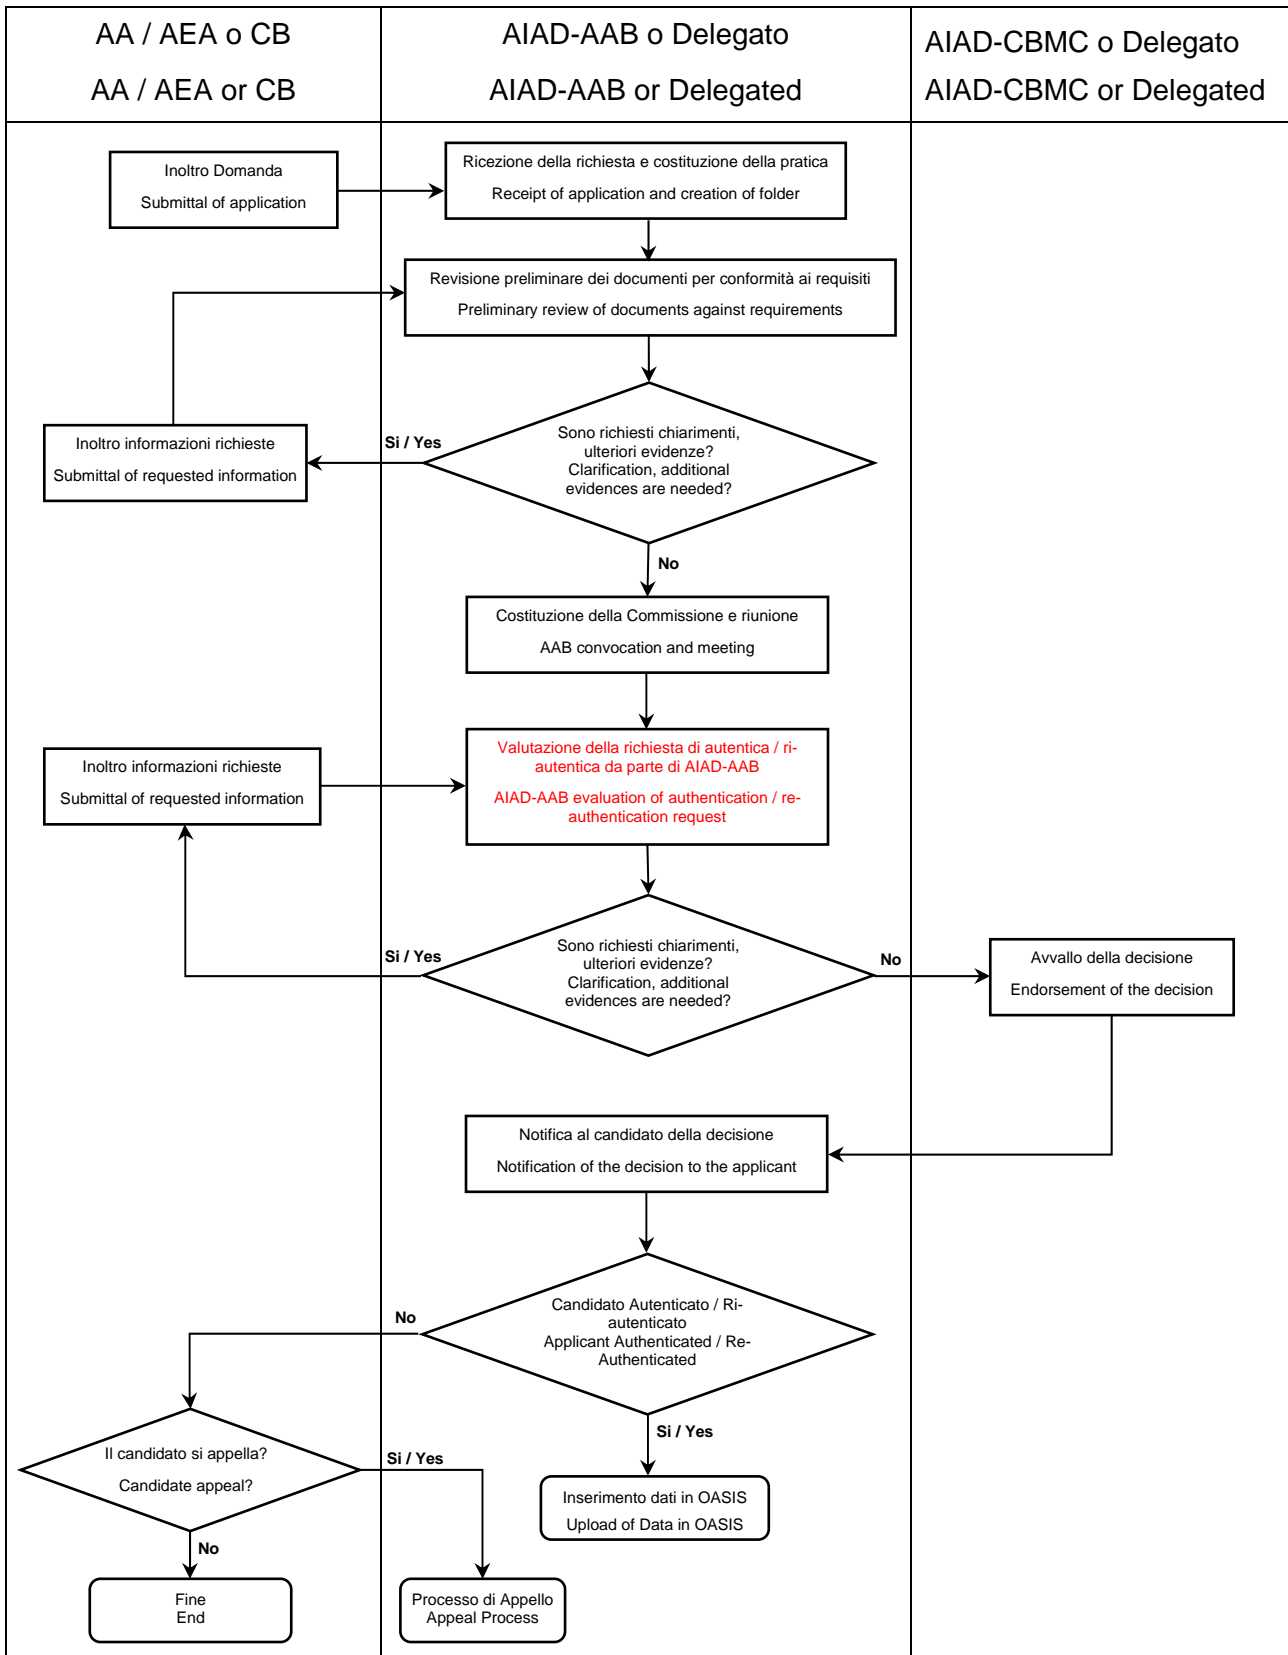 AA / AEA o CB
AA / AEA or CB
AIAD-AAB o Delegato
AIAD-AAB or Delegated
AIAD-CBMC o Delegato
AIAD-CBMC or Delegated
Inoltro Domanda
Submittal of application
Ricezione della richiesta e costituzione della pratica
Receipt of application and creation of folder
Revisione preliminare dei documenti per conformità ai requisiti
Preliminary review of documents against requirements
Inoltro informazioni richieste
Submittal of requested information
Si / Yes
Sono richiesti chiarimenti,
ulteriori evidenze?
Clarification, additional
evidences are needed?
No
Costituzione della Commissione e riunione
AAB convocation and meeting
Inoltro informazioni richieste
Submittal of requested information
Valutazione della richiesta di autentica / ri-
autentica da parte di AIAD-AAB
AIAD-AAB evaluation of authentication / re-
authentication request
Si / Yes
Sono richiesti chiarimenti,
ulteriori evidenze?
Clarification, additional
evidences are needed?
No
Avvallo della decisione
Endorsement of the decision
Notifica al candidato della decisione
Notification of the decision to the applicant
No
Candidato Autenticato / Ri-
autenticato
Applicant Authenticated / Re-
Authenticated
Si / Yes
Il candidato si appella?
Candidate appeal?
Si / Yes
Inserimento dati in OASIS
Upload of Data in OASIS
No
Fine
End
Processo di Appello
Appeal Process